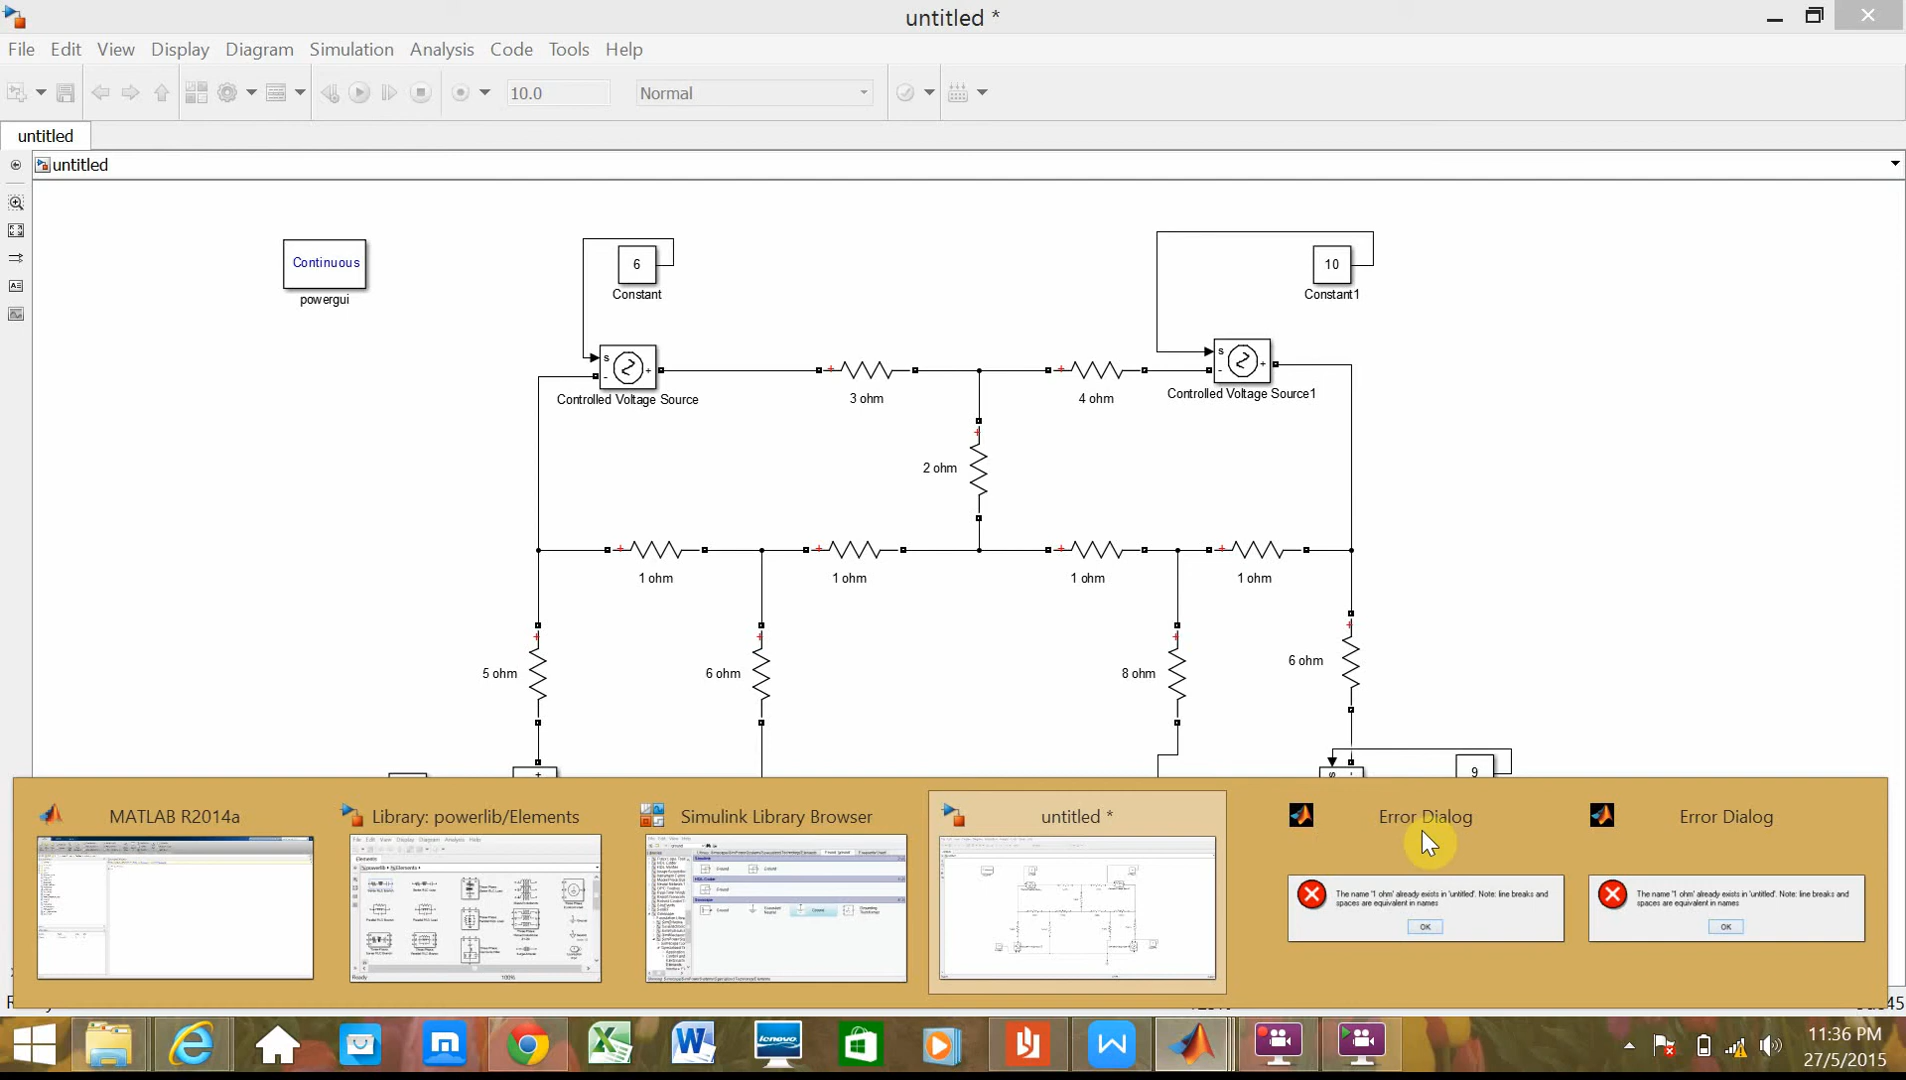 untitled *
File Edit View Display Diagram Simulation Analysis Code Tools Help
10.0
Normal
untitled
untitled
Continuous
powergui
6
Constant
10
Constant1
s
-
+
Controlled Voltage Source
3 ohm
4 ohm
s
-
+
Controlled Voltage Source1
2 ohm
1 ohm
1 ohm
1 ohm
1 ohm
5 ohm
6 ohm
8 ohm
6 ohm
9
MATLAB R2014a
Library: powerlib/Elements
Simulink Library Browser
untitled *
Error Dialog
Error Dialog
The name '1 ohm' already exists in 'untitled'. Note: line breaks and
spaces are equivalent in names
OK
The name '1 ohm' already exists in 'untitled'. Note: line breaks and
spaces are equivalent in names
OK
lenovo
11:36 PM
27/5/2015